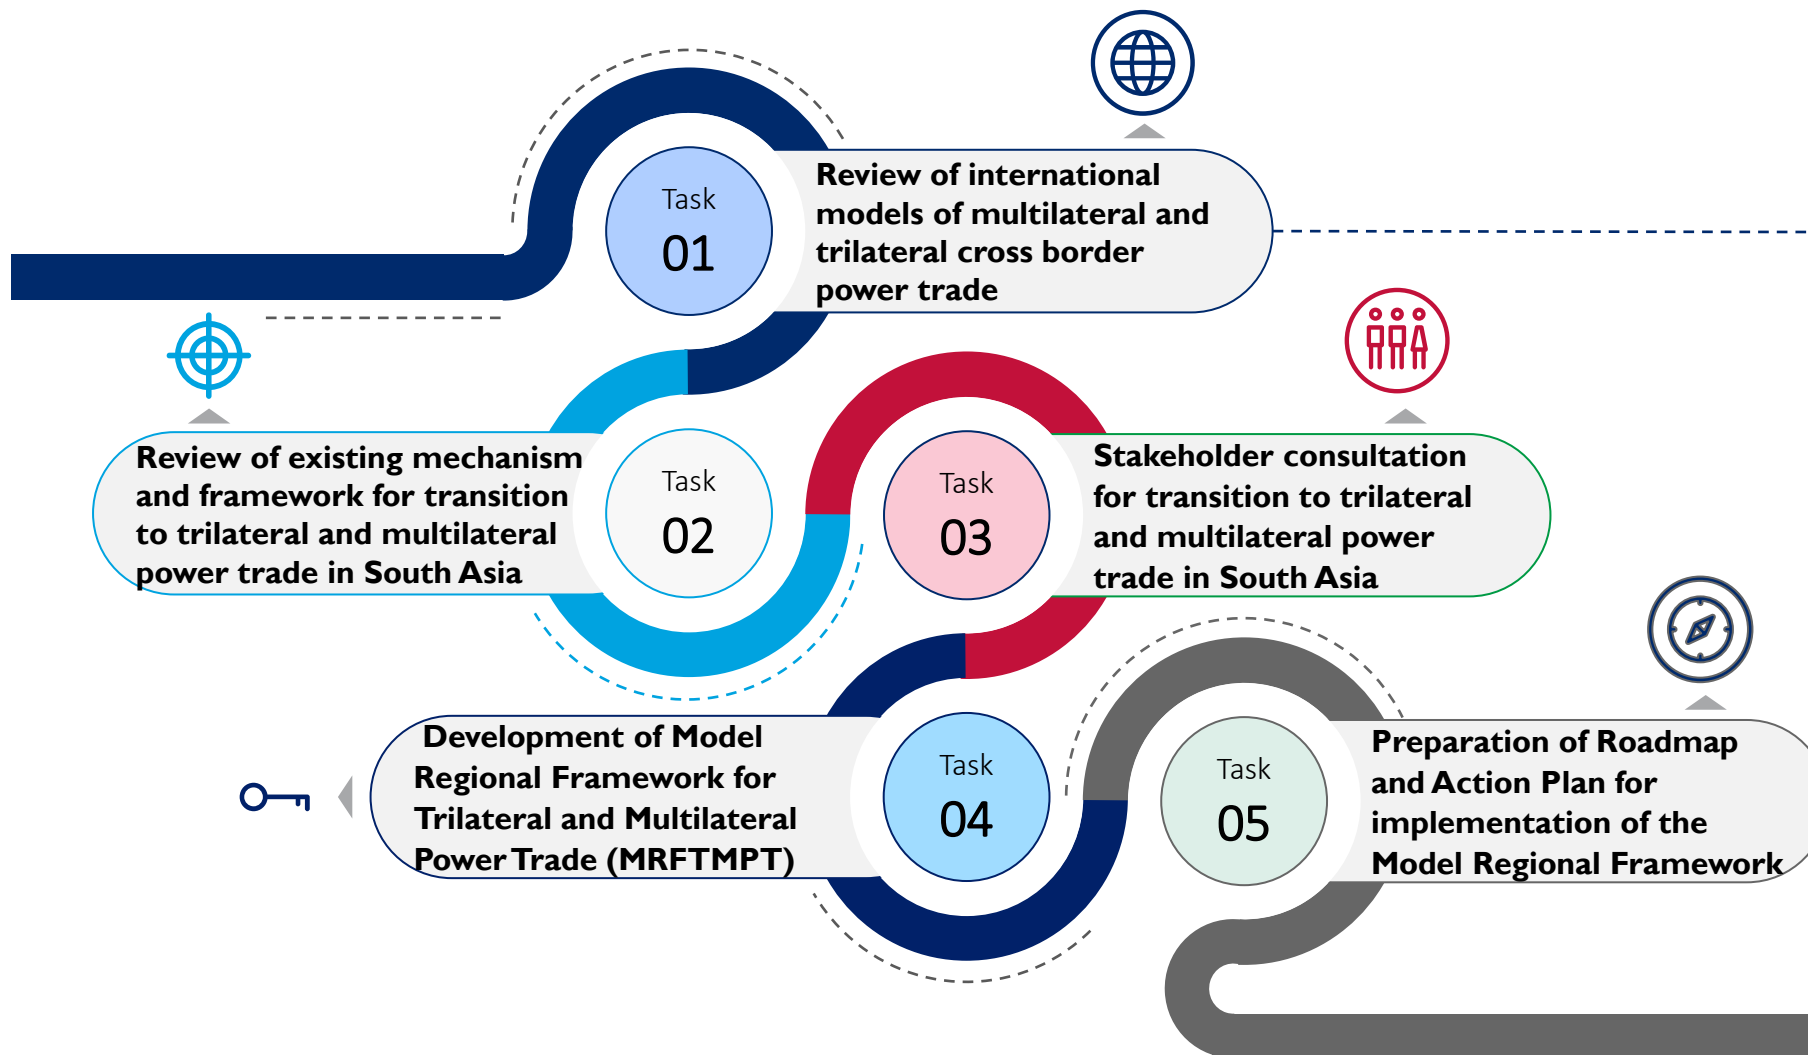 Task
01
Review of international
models of multilateral and
trilateral cross border
power trade
Task
02
Review of existing mechanism
and framework for transition
to trilateral and multilateral
power trade in South Asia
Task
03
Stakeholder consultation
for transition to trilateral
and multilateral power
trade in South Asia
Task
04
Development of Model
Regional Framework for
Trilateral and Multilateral
Power Trade (MRFTMPT)
Task
05
Preparation of Roadmap
and Action Plan for
implementation of the
Model Regional Framework